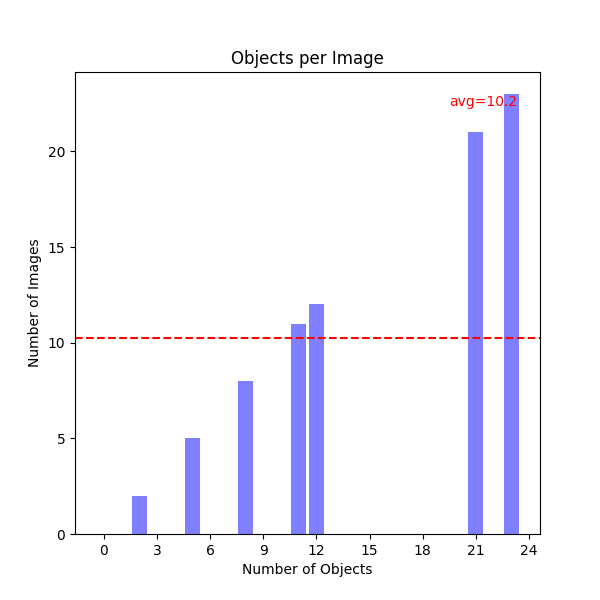 Objects per Image
avg=10.2
20
15
10
5
0
Number of Images
0 3 6 9 12 15 18 21 24
Number of Objects